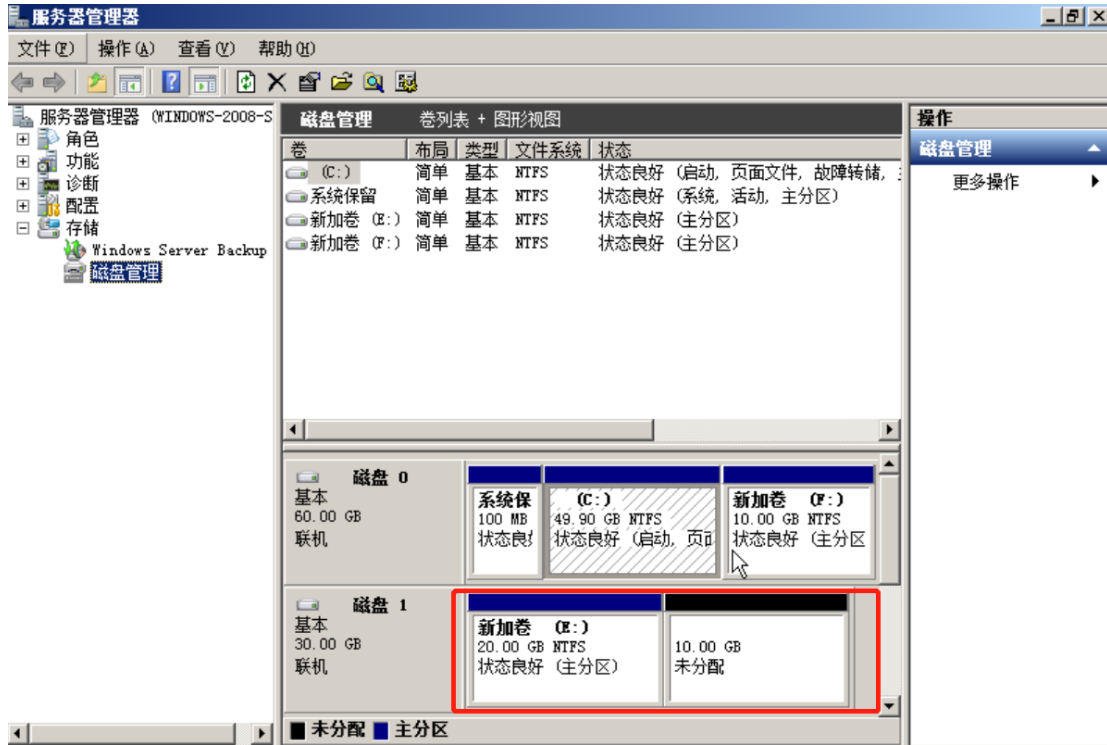 服务器管理器
文件(F) 操作(A) 查看(V) 帮助(H)
服务器管理器 (WINDOWS-2008-S
角色
功能
诊断
配置
存储
Windows Server Backup
磁盘管理
磁盘管理 卷列表 + 图形视图
卷 布局 类型 文件系统 状态
(C:) 简单 基本 NTFS 状态良好 (启动, 页面文件, 故障转储,
系统保留 简单 基本 NTFS 状态良好 (系统, 活动, 主分区)
新加卷 (E:) 简单 基本 NTFS 状态良好 (主分区)
新加卷 (F:) 简单 基本 NTFS 状态良好 (主分区)
磁盘 0
基本
60.00 GB
联机
系统保
100 MB
状态良
(C:)
49.90 GB NTFS
状态良好 (启动, 页
新加卷 (F:)
10.00 GB NTFS
状态良好 (主分区
磁盘 1
基本
30.00 GB
联机
新加卷 (E:)
20.00 GB NTFS
状态良好 (主分区)
10.00 GB
未分配
未分配 主分区
操作
磁盘管理
更多操作